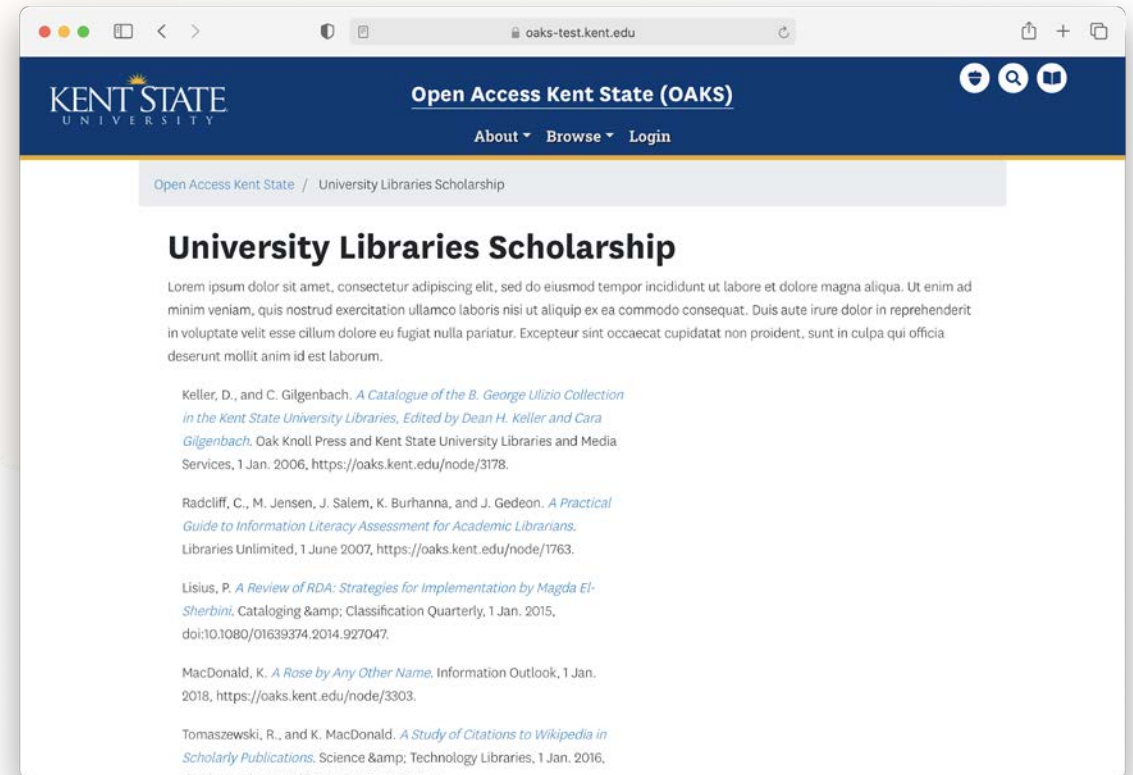 oaks-test.kent.edu
KENT STATE
UNIVERSITY
Open Access Kent State (OAKS)
About Browse Login
Open Access Kent State / University Libraries Scholarship
University Libraries Scholarship
Lorem ipsum dolor sit amet, consectetur adipiscing elit, sed do eiusmod tempor incididunt ut labore et dolore magna aliqua. Ut enim ad
minim veniam, quis nostrud exercitation ullamco laboris nisi ut aliquip ex ea commodo consequat. Duis aute irure dolor in reprehenderit
in voluptate velit esse cillum dolore eu fugiat nulla pariatur. Excepteur sint occaecat cupidatat non proident, sunt in culpa qui officia
deserunt mollit anim id est laborum.
Keller, D., and C. Gilgenbach. A Catalogue of the B. George Ulizio Collection
in the Kent State University Libraries, Edited by Dean H. Keller and Cara
Gilgenbach. Oak Knoll Press and Kent State University Libraries and Media
Services, 1 Jan. 2006, https://oaks.kent.edu/node/3178.
Radcliff, C., M. Jensen, J. Salem, K. Burhanna, and J. Gedeon. A Practical
Guide to Information Literacy Assessment for Academic Librarians.
Libraries Unlimited, 1 June 2007, https://oaks.kent.edu/node/1763.
Lisius, P. A Review of RDA: Strategies for Implementation by Magda El-
Sherbini. Cataloging &amp; Classification Quarterly, 1 Jan. 2015,
doi:10.1080/01639374.2014.927047.
MacDonald, K. A Rose by Any Other Name. Information Outlook, 1 Jan.
2018, https://oaks.kent.edu/node/3303.
Tomaszewski, R., and K. MacDonald. A Study of Citations to Wikipedia in
Scholarly Publications. Science &amp; Technology Libraries, 1 Jan. 2016,